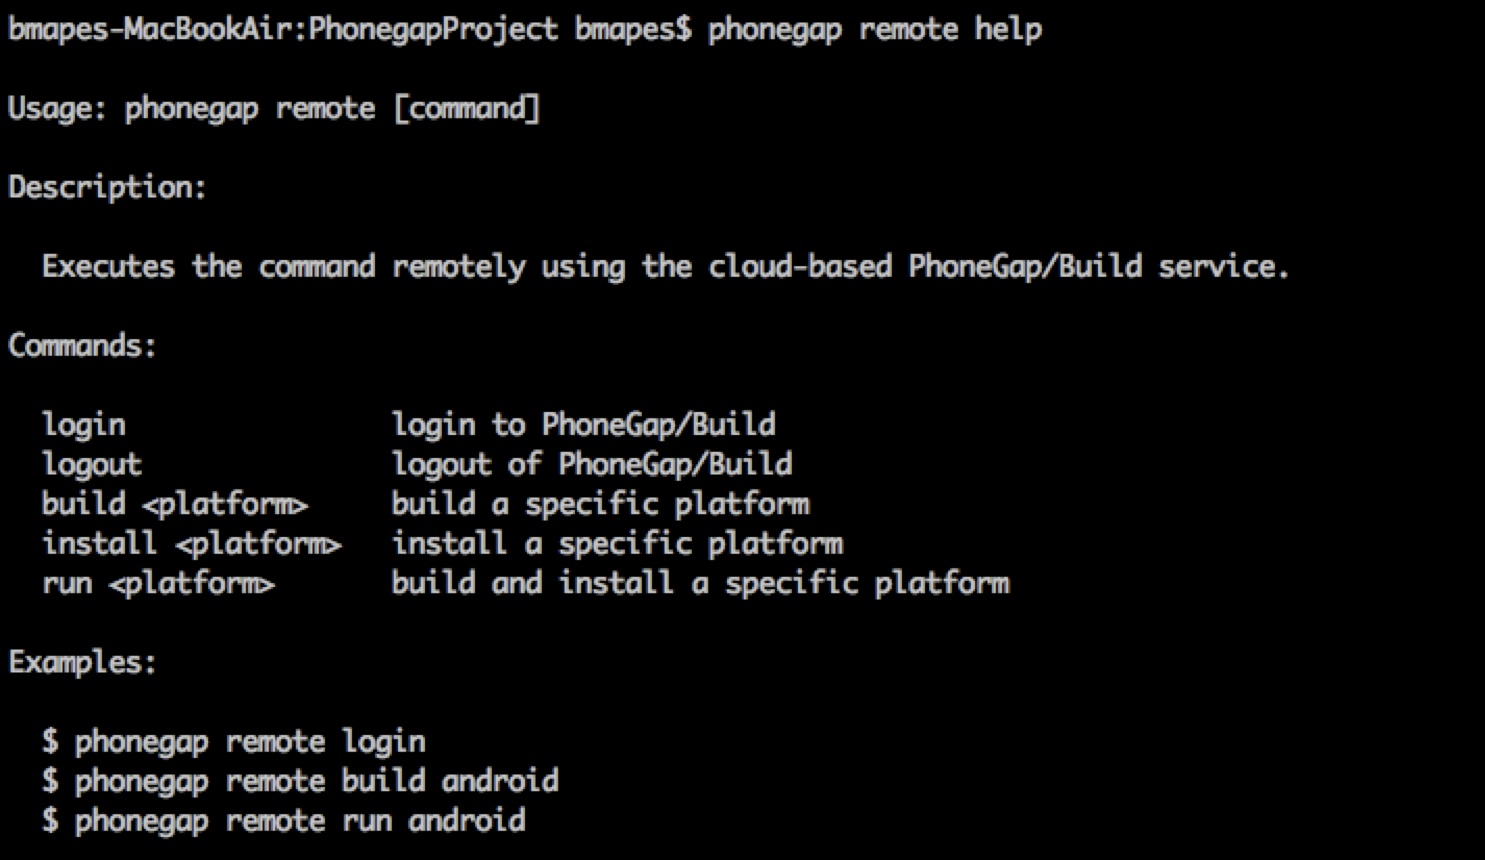 bmapes-MacBookAir:PhonegapProject bmapes$ phonegap remote help
Usage: phonegap remote [command]
Description:
Executes the command remotely using the cloud-based PhoneGap/Build service.
Commands:
login login to PhoneGap/Build
logout logout of PhoneGap/Build
build <platform> build a specific platform
install <platform> install a specific platform
run <platform> build and install a specific platform
Examples:
$ phonegap remote login
$ phonegap remote build android
$ phonegap remote run android